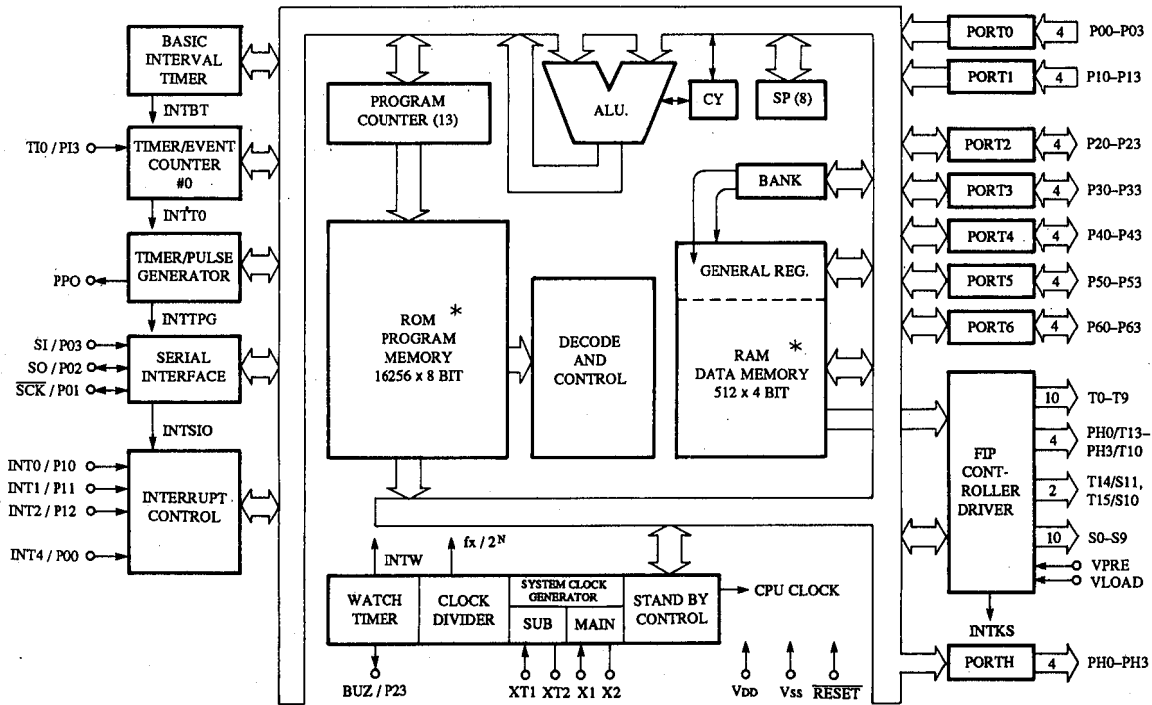 BASIC
INTERVAL
TIMER
INTBT
TI0 / PI3
TIMER/EVENT
COUNTER
#0
INTT0
TIMER/PULSE
GENERATOR
PPO
INTTPG
SI / P03
SO / P02
SCK / P01
SERIAL
INTERFACE
INTSIO
INT0 / P10
INT1 / P11
INT2 / P12
INT4 / P00
INTERRUPT
CONTROL
PROGRAM
COUNTER (13)
ALU.
CY
SP (8)
BANK
GENERAL REG.
ROM *
PROGRAM
MEMORY
16256 x 8 BIT
DECODE
AND
CONTROL
RAM *
DATA MEMORY
512 x 4 BIT
INTW
fx / 2^N
WATCH
TIMER
CLOCK
DIVIDER
SYSTEM CLOCK
GENERATOR
SUB
MAIN
STAND BY
CONTROL
CPU CLOCK
BUZ / P23
XT1
XT2
X1
X2
VDD
VSS
RESET
PORT0
4
P00–P03
PORT1
4
P10–P13
PORT2
4
P20–P23
PORT3
4
P30–P33
PORT4
4
P40–P43
PORT5
4
P50–P53
PORT6
4
P60–P63
FIP
CONT-
ROLLER
DRIVER
10
T0–T9
4
PH0/T13–
PH3/T10
2
T14/S11,
T15/S10
10
S0–S9
VPRE
VLOAD
INTKS
PORTH
4
PH0–PH3